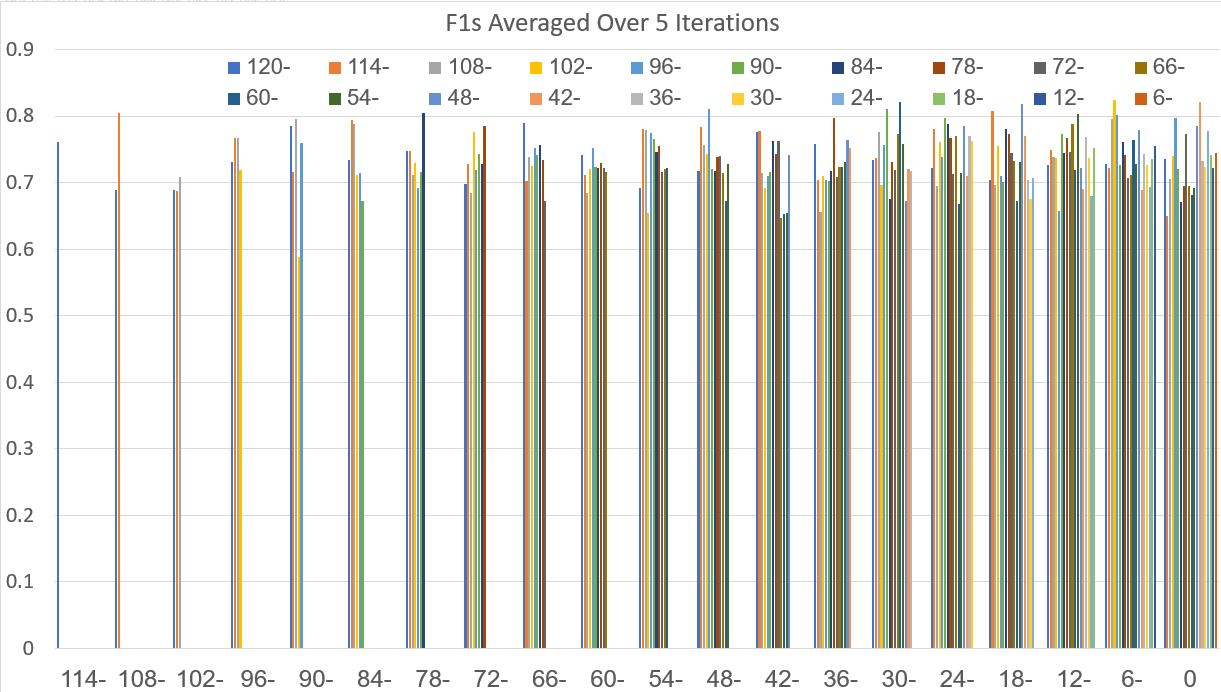 F1s Averaged Over 5 Iterations
0.9
120- 114- 108- 102- 96- 90- 84- 78- 72- 66-
60- 54- 48- 42- 36- 30- 24- 18- 12- 6-
0.8
0.7
0.6
0.5
0.4
0.3
0.2
0.1
0
114- 108- 102- 96- 90- 84- 78- 72- 66- 60- 54- 48- 42- 36- 30- 24- 18- 12- 6- 0